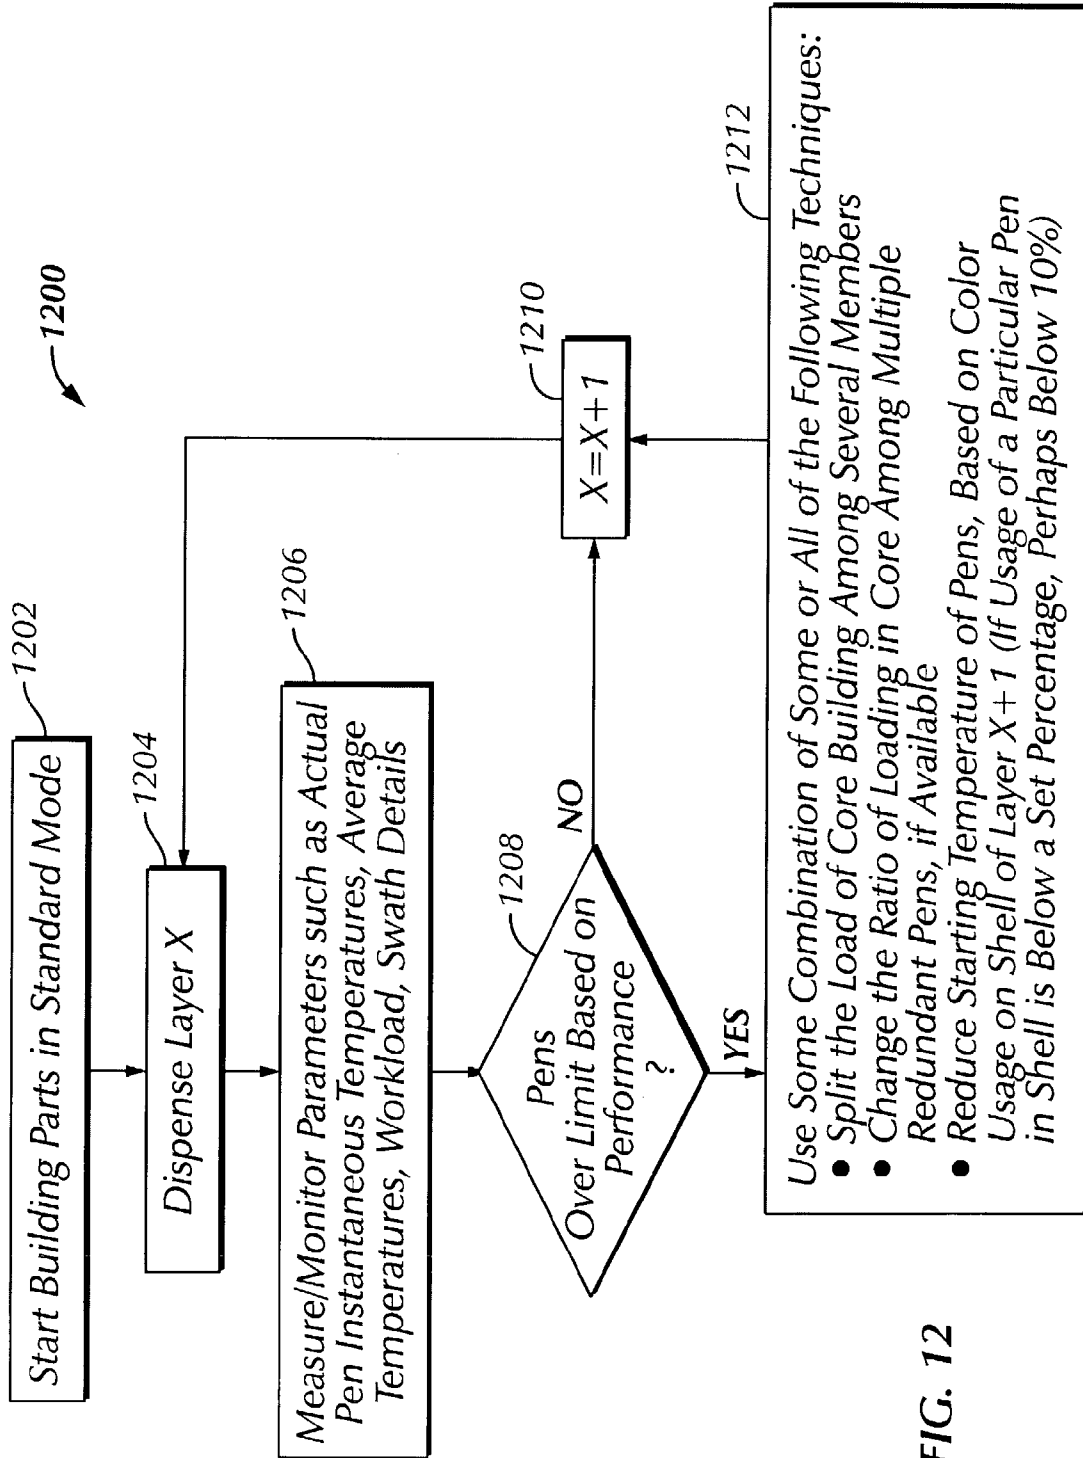 1200
Start Building Parts in Standard Mode
1202
Dispense Layer X
1204
Measure/Monitor Parameters such as Actual
Pen Instantaneous Temperatures, Average
Temperatures, Workload, Swath Details
1206
Pens
Over Limit Based on
Performance
?
1208
NO
YES
X=X+1
1210
1212
Use Some Combination of Some or All of the Following Techniques:
● Split the Load of Core Building Among Several Members
● Change the Ratio of Loading in Core Among Multiple
Redundant Pens, if Available
● Reduce Starting Temperature of Pens, Based on Color
Usage on Shell of Layer X+1 (If Usage of a Particular Pen
in Shell is Below a Set Percentage, Perhaps Below 10%)
FIG. 12